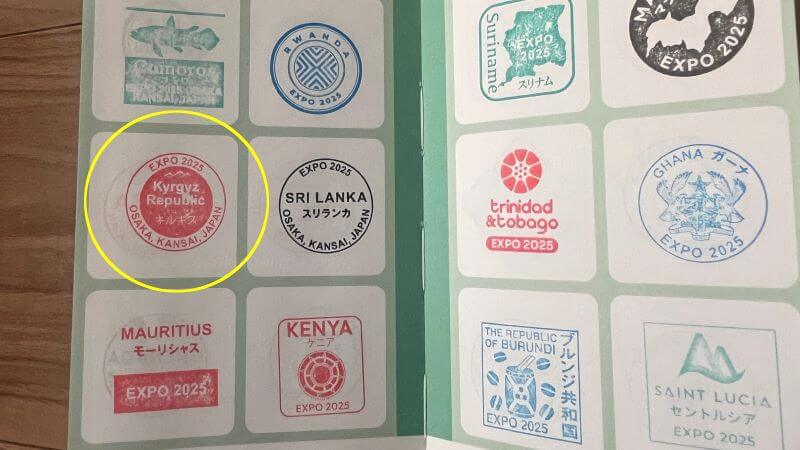 Comoros
EXPO 2025 OSAKA
KANSAI, JAPAN
RWANDA
EXPO 2025
EXPO 2025
Kyrgyz
Republic
キルギス
OSAKA, KANSAI, JAPAN
EXPO 2025
SRI LANKA
スリランカ
OSAKA, KANSAI, JAPAN
MAURITIUS
モーリシャス
EXPO 2025
KENYA
ケニア
EXPO 2025
Suriname
EXPO
2025
スリナム
EXPO 2025
trinidad
&tobago
EXPO 2025
GHANA ガーナ
EXPO 2025
THE REPUBLIC
OF BURUNDI
ブルンジ共和国
EXPO 2025
SAINT LUCIA
セントルシア
EXPO 2025